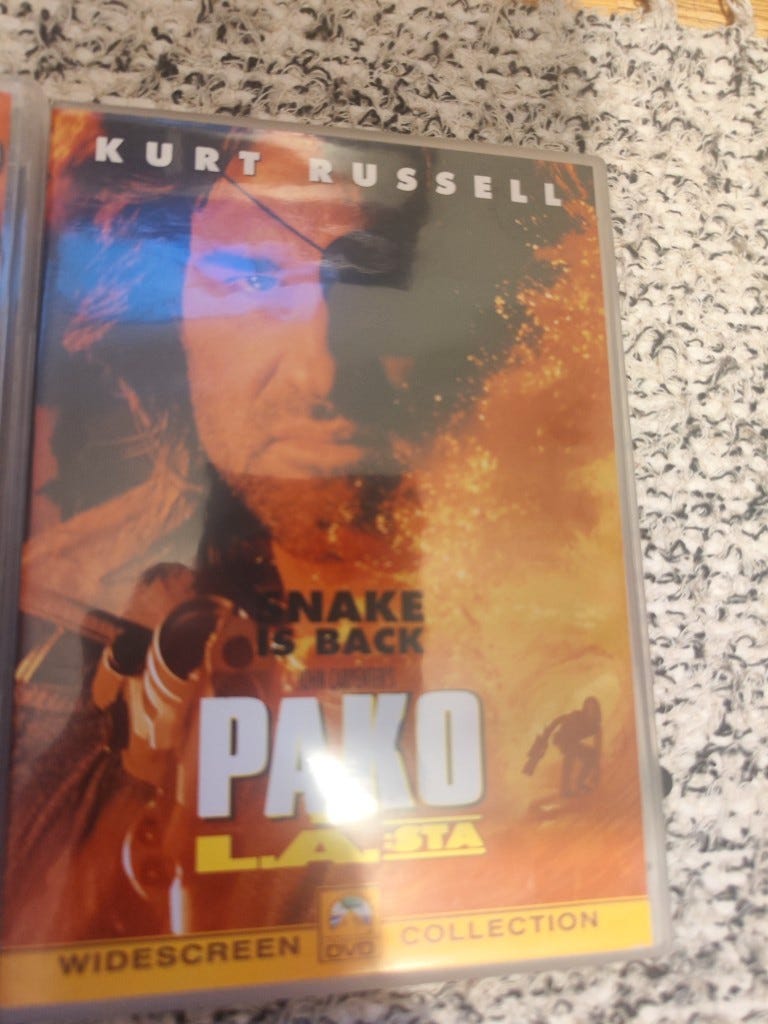 KURT RUSSELL
SNAKE
IS BACK
JOHN CARPENTER'S
PAKO
L.A.:STA
WIDESCREEN DVD COLLECTION